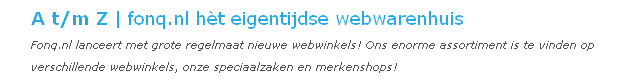 A t/m Z | fonq.nl hèt eigentijdse webwarenhuis
Fonq.nl lanceert met grote regelmaat nieuwe webwinkels! Ons enorme assortiment is te vinden op
verschillende webwinkels, onze speciaalzaken en merkenshops!